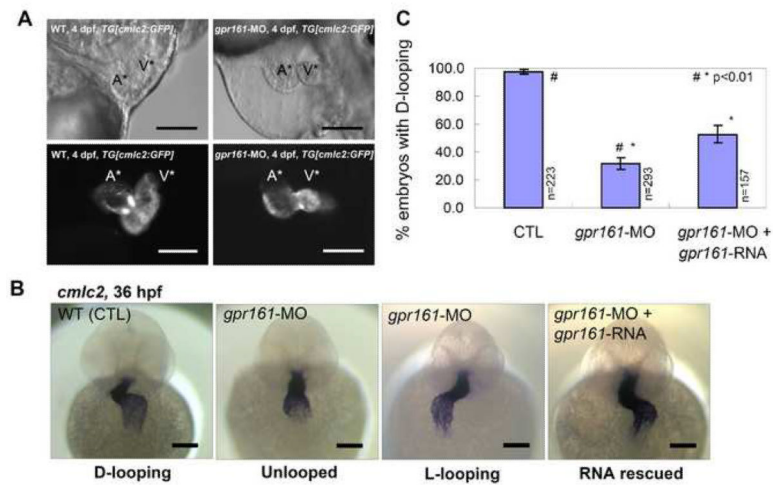 A
WT, 4 dpf, TG[cmlc2:GFP]
A*
V*
gpr161-MO, 4 dpf, TG[cmlc2:GFP]
A*
V*
WT, 4 dpf, TG[cmlc2:GFP]
A*
V*
gpr161-MO, 4 dpf, TG[cmlc2:GFP]
A*
V*
C
% embryos with D-looping
100.0
80.0
60.0
40.0
20.0
0.0
#
# *
*
# * p<0.01
n=223
n=293
n=157
CTL
gpr161-MO
gpr161-MO +
gpr161-RNA
B
cmlc2, 36 hpf
WT (CTL)
gpr161-MO
gpr161-MO
gpr161-MO +
gpr161-RNA
D-looping
Unlooped
L-looping
RNA rescued